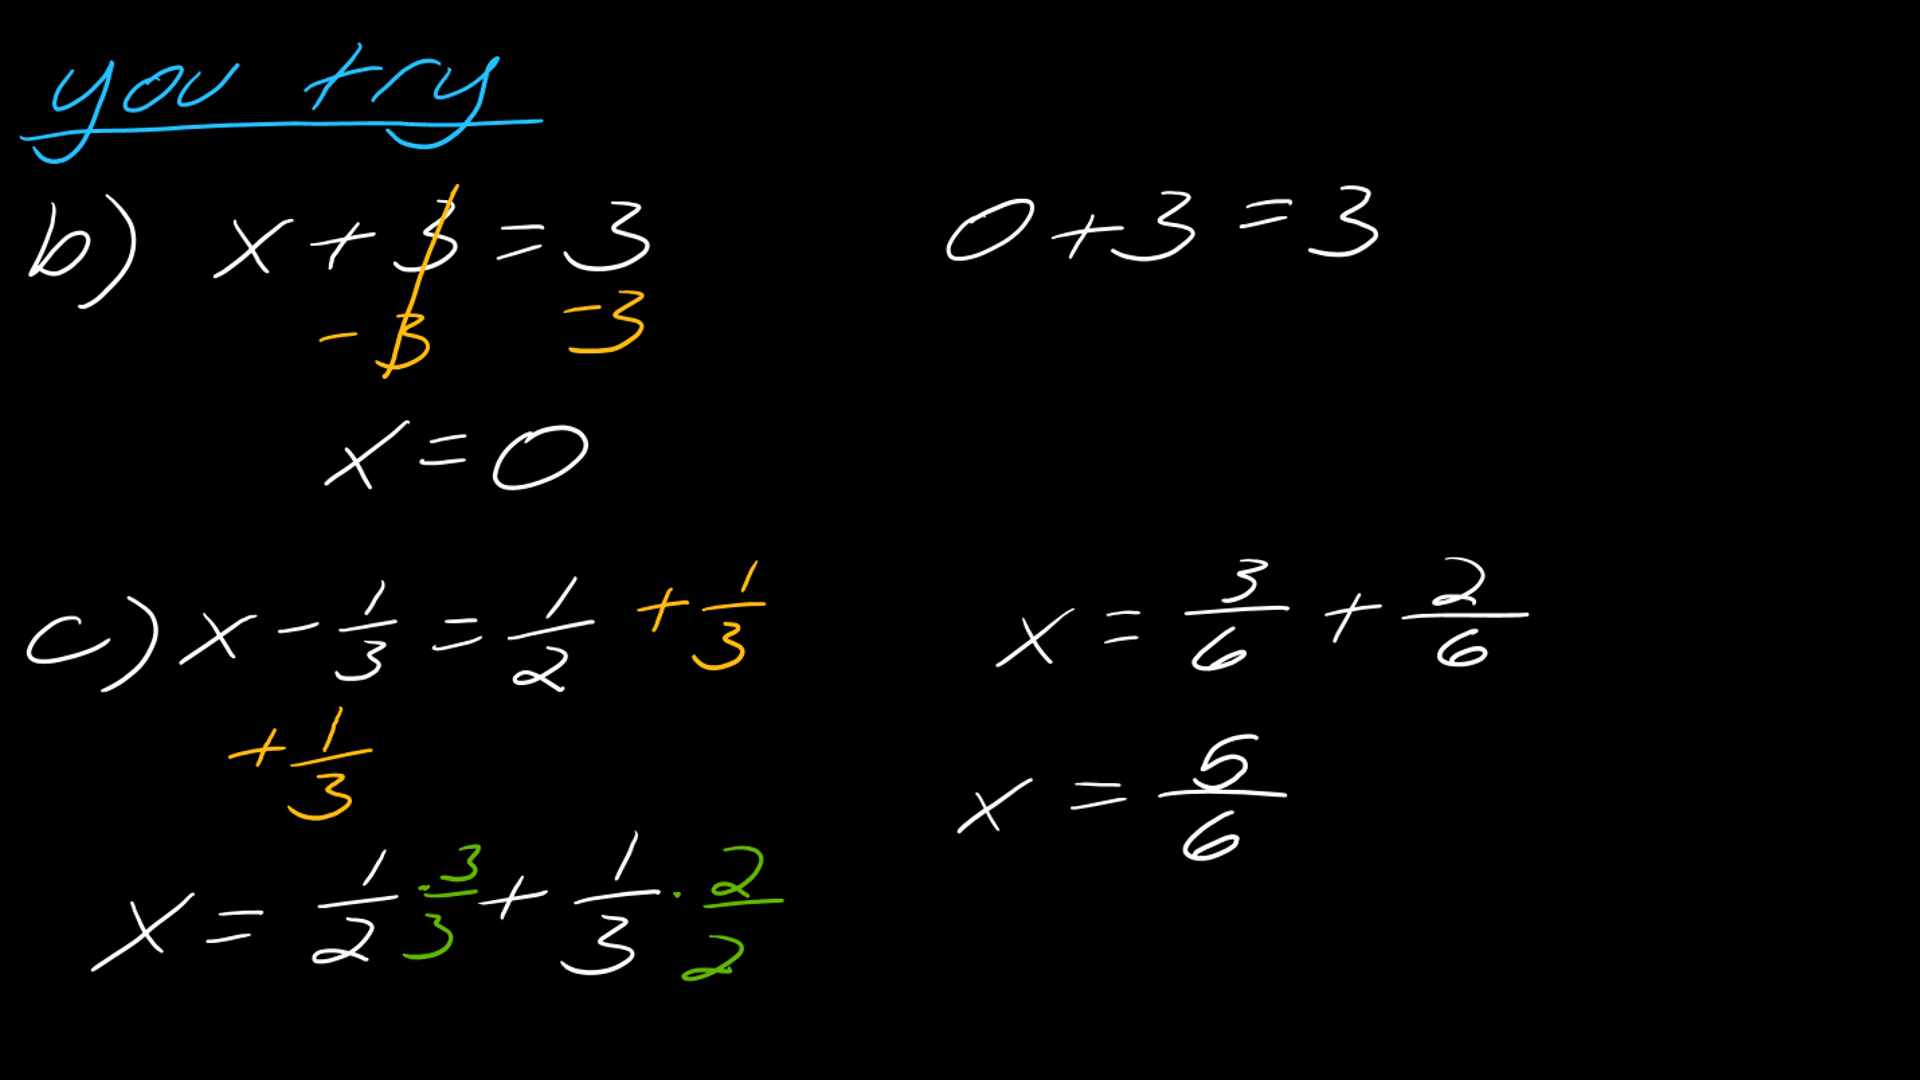 you try
b) x + 3 = 3
- 3 -3
x = 0
0 + 3 = 3
c) x - 1/3 = 1/2 + 1/3
+ 1/3
x = 1/2 · 3/3 + 1/3 · 2/2
x = 3/6 + 2/6
x = 5/6